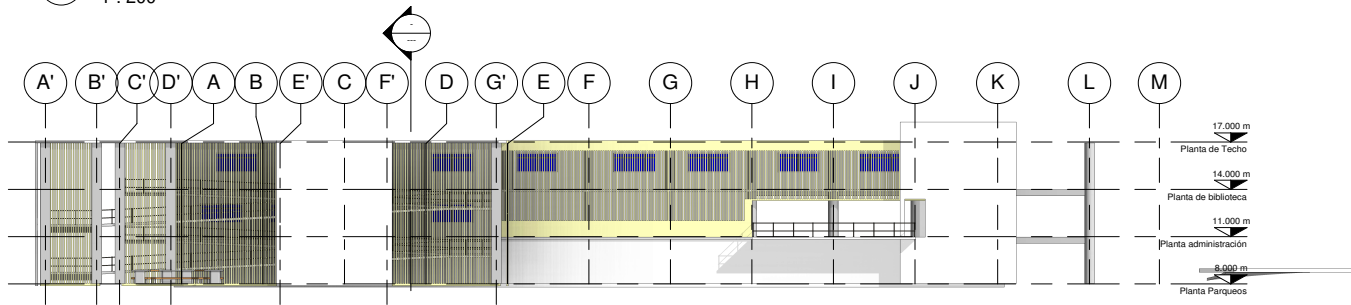 1 : 200
-
---
A' B' C' D' A B E' C F' D G' E F G H I J K L M
17.000 m
Planta de Techo
14.000 m
Planta de biblioteca
11.000 m
Planta administración
8.000 m
Planta Parqueos